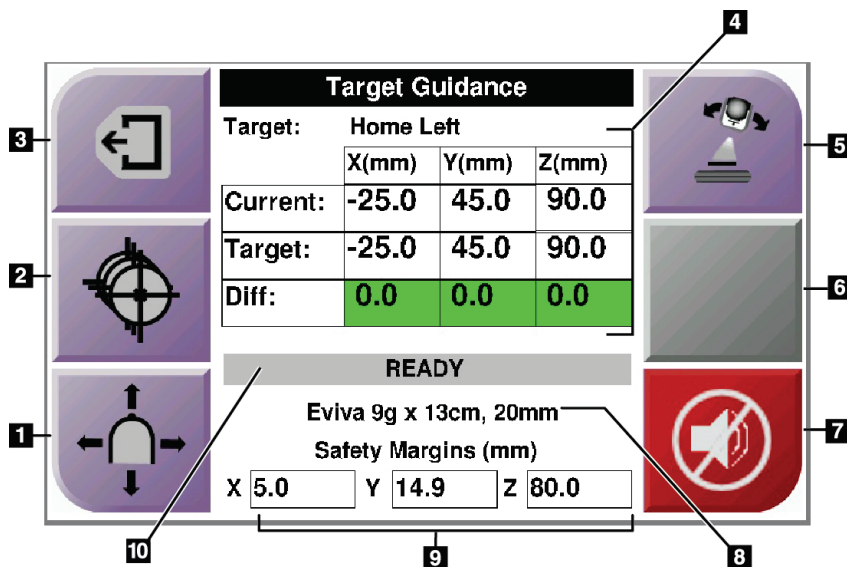 4
Target Guidance
3
Target: Home Left
5
X(mm) Y(mm) Z(mm)
Current: -25.0 45.0 90.0
Target: -25.0 45.0 90.0
2
Diff: 0.0 0.0 0.0
6
READY
Eviva 9g x 13cm, 20mm
1
7
Safety Margins (mm)
X 5.0 Y 14.9 Z 80.0
10
9
8